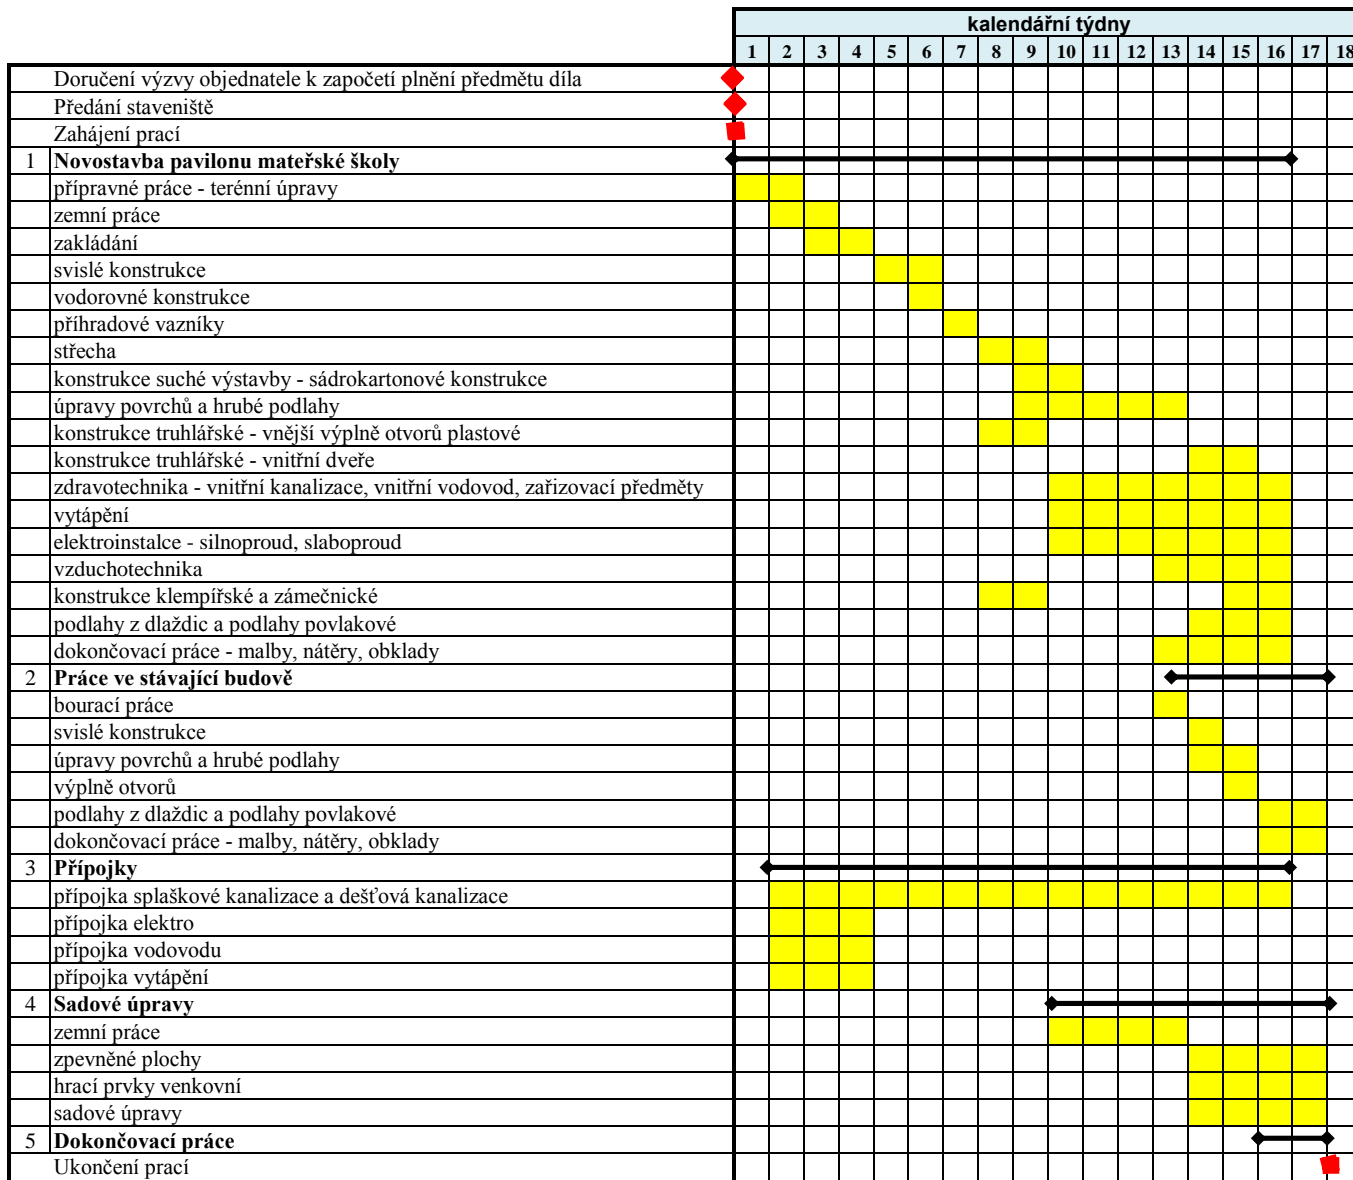 kalendářní týdny
1 2 3 4 5 6 7 8 9 10 11 12 13 14 15 16 17 18
Doručení výzvy objednatele k započetí plnění předmětu díla
Předání staveniště
Zahájení prací
1 Novostavba pavilonu mateřské školy
přípravné práce - terénní úpravy
zemní práce
zakládání
svislé konstrukce
vodorovné konstrukce
příhradové vazníky
střecha
konstrukce suché výstavby - sádrokartonové konstrukce
úpravy povrchů a hrubé podlahy
konstrukce truhlářské - vnější výplně otvorů plastové
konstrukce truhlářské - vnitřní dveře
zdravotechnika - vnitřní kanalizace, vnitřní vodovod, zařizovací předměty
vytápění
elektroinstalce - silnoproud, slaboproud
vzduchotechnika
konstrukce klempířské a zámečnické
podlahy z dlaždic a podlahy povlakové
dokončovací práce - malby, nátěry, obklady
2 Práce ve stávající budově
bourací práce
svislé konstrukce
úpravy povrchů a hrubé podlahy
výplně otvorů
podlahy z dlaždic a podlahy povlakové
dokončovací práce - malby, nátěry, obklady
3 Přípojky
přípojka splaškové kanalizace a dešťová kanalizace
přípojka elektro
přípojka vodovodu
přípojka vytápění
4 Sadové úpravy
zemní práce
zpevněné plochy
hrací prvky venkovní
sadové úpravy
5 Dokončovací práce
Ukončení prací